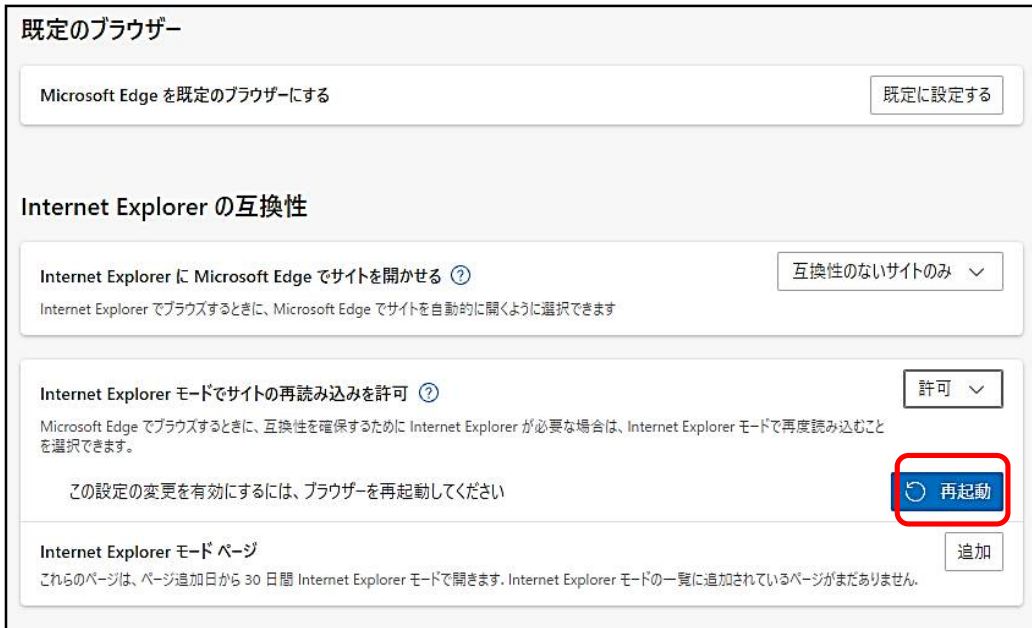 既定のブラウザー
Microsoft Edge を既定のブラウザーにする
既定に設定する
Internet Explorer の互換性
Internet Explorer に Microsoft Edge でサイトを開かせる ?
互換性のないサイトのみ
Internet Explorer でブラウズするときに、Microsoft Edge でサイトを自動的に開くように選択できます
Internet Explorer モードでサイトの再読み込みを許可 ?
許可
Microsoft Edge でブラウズするときに、互換性を確保するために Internet Explorer が必要な場合は、Internet Explorer モードで再度読み込むこと
を選択できます。
この設定の変更を有効にするには、ブラウザーを再起動してください
再起動
Internet Explorer モード ページ
追加
これらのページは、ページ追加日から 30 日間 Internet Explorer モードで開きます. Internet Explorer モードの一覧に追加されているページがまだありません.